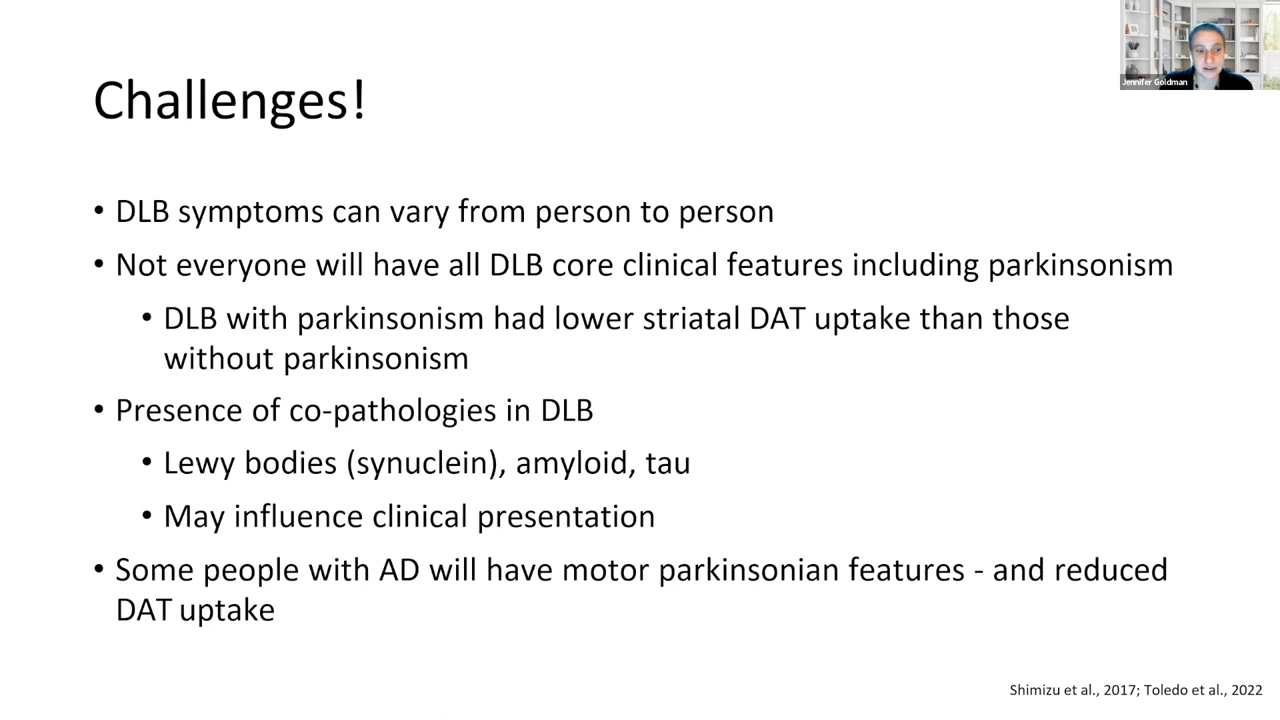 Jennifer Goldman
Challenges!
• DLB symptoms can vary from person to person
• Not everyone will have all DLB core clinical features including parkinsonism
• DLB with parkinsonism had lower striatal DAT uptake than those
without parkinsonism
• Presence of co-pathologies in DLB
• Lewy bodies (synuclein), amyloid, tau
• May influence clinical presentation
• Some people with AD will have motor parkinsonian features - and reduced
DAT uptake
Shimizu et al., 2017; Toledo et al., 2022